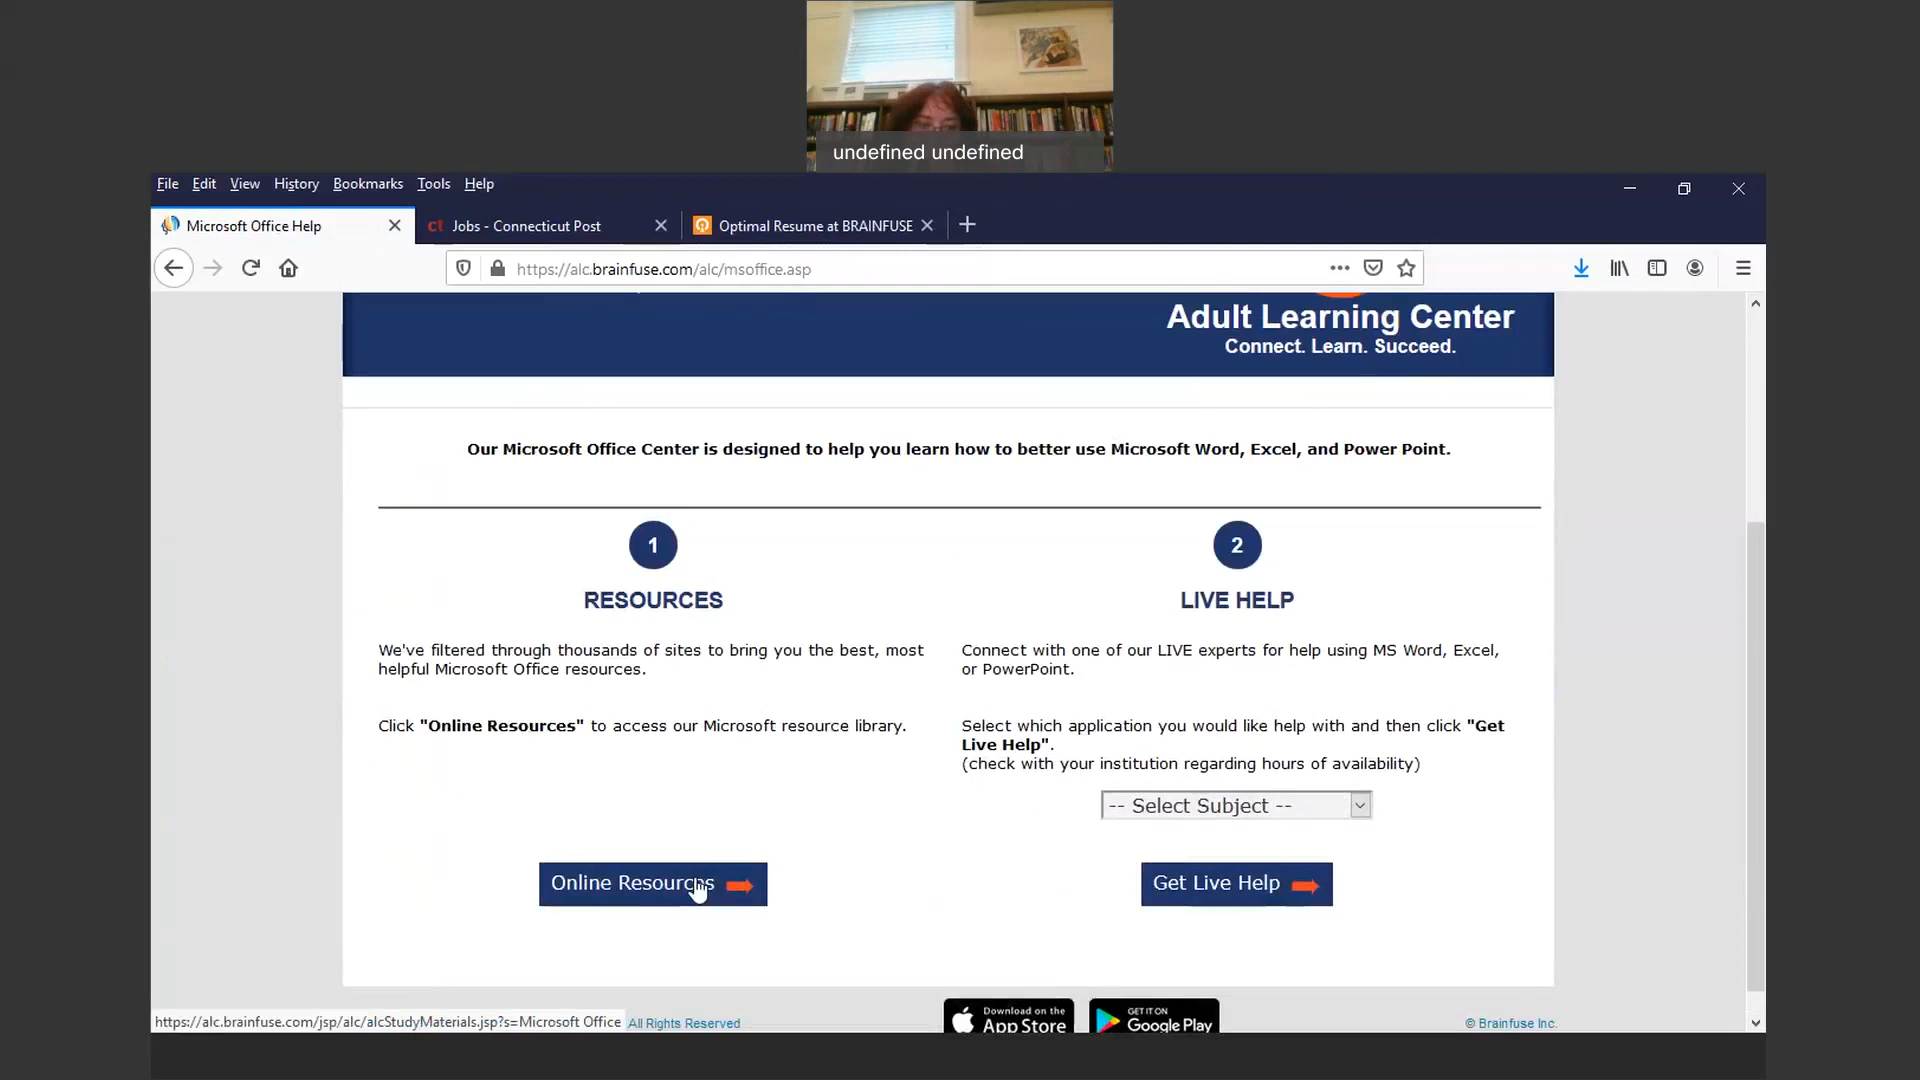 undefined undefined
File Edit View History Bookmarks Tools Help
Microsoft Office Help
ct Jobs - Connecticut Post
Optimal Resume at BRAINFUSE
https://alc.brainfuse.com/alc/msoffice.asp
Adult Learning Center
Connect. Learn. Succeed.
Our Microsoft Office Center is designed to help you learn how to better use Microsoft Word, Excel, and Power Point.
1
RESOURCES
We've filtered through thousands of sites to bring you the best, most
helpful Microsoft Office resources.
Click "Online Resources" to access our Microsoft resource library.
Online Resources
2
LIVE HELP
Connect with one of our LIVE experts for help using MS Word, Excel,
or PowerPoint.
Select which application you would like help with and then click "Get
Live Help".
(check with your institution regarding hours of availability)
-- Select Subject --
Get Live Help
https://alc.brainfuse.com/jsp/alc/alcStudyMaterials.jsp?s=Microsoft Office
All Rights Reserved
Download on the
App Store
GET IT ON
Google Play
© Brainfuse Inc.